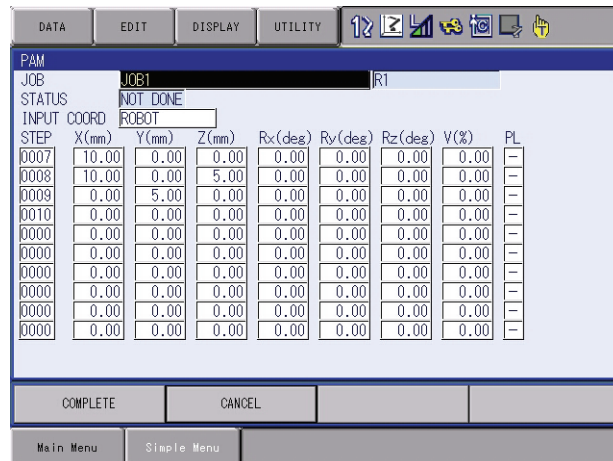 DATA EDIT DISPLAY UTILITY
PAM
JOB JOB1 R1
STATUS NOT DONE
INPUT COORD ROBOT
STEP X(mm) Y(mm) Z(mm) Rx(deg) Ry(deg) Rz(deg) V(%) PL
0007 10.00 0.00 0.00 0.00 0.00 0.00 0.00 –
0008 10.00 0.00 5.00 0.00 0.00 0.00 0.00 –
0009 0.00 5.00 0.00 0.00 0.00 0.00 0.00 –
0010 0.00 0.00 0.00 0.00 0.00 0.00 0.00 –
0000 0.00 0.00 0.00 0.00 0.00 0.00 0.00 –
0000 0.00 0.00 0.00 0.00 0.00 0.00 0.00 –
0000 0.00 0.00 0.00 0.00 0.00 0.00 0.00 –
0000 0.00 0.00 0.00 0.00 0.00 0.00 0.00 –
0000 0.00 0.00 0.00 0.00 0.00 0.00 0.00 –
0000 0.00 0.00 0.00 0.00 0.00 0.00 0.00 –
COMPLETE CANCEL
Main Menu Simple Menu